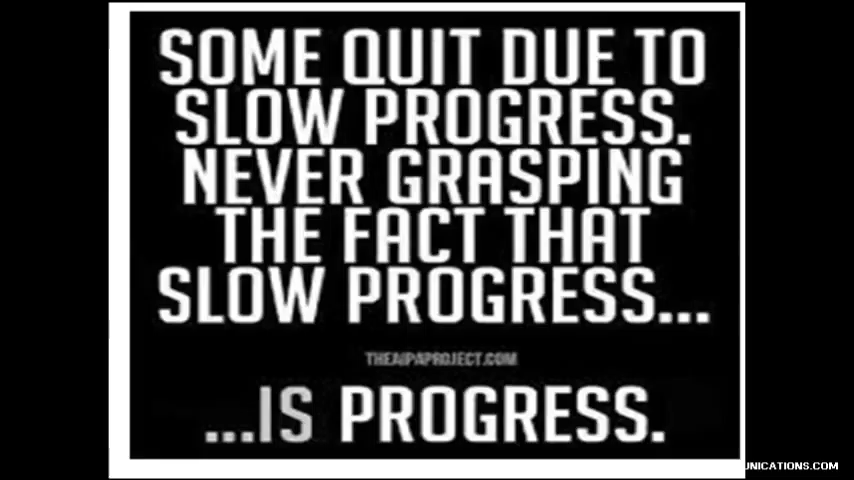 SOME QUIT DUE TO
SLOW PROGRESS.
NEVER GRASPING
THE FACT THAT
SLOW PROGRESS...
THEAIPAPROJECT.COM
...IS PROGRESS.
UNICATIONS.COM